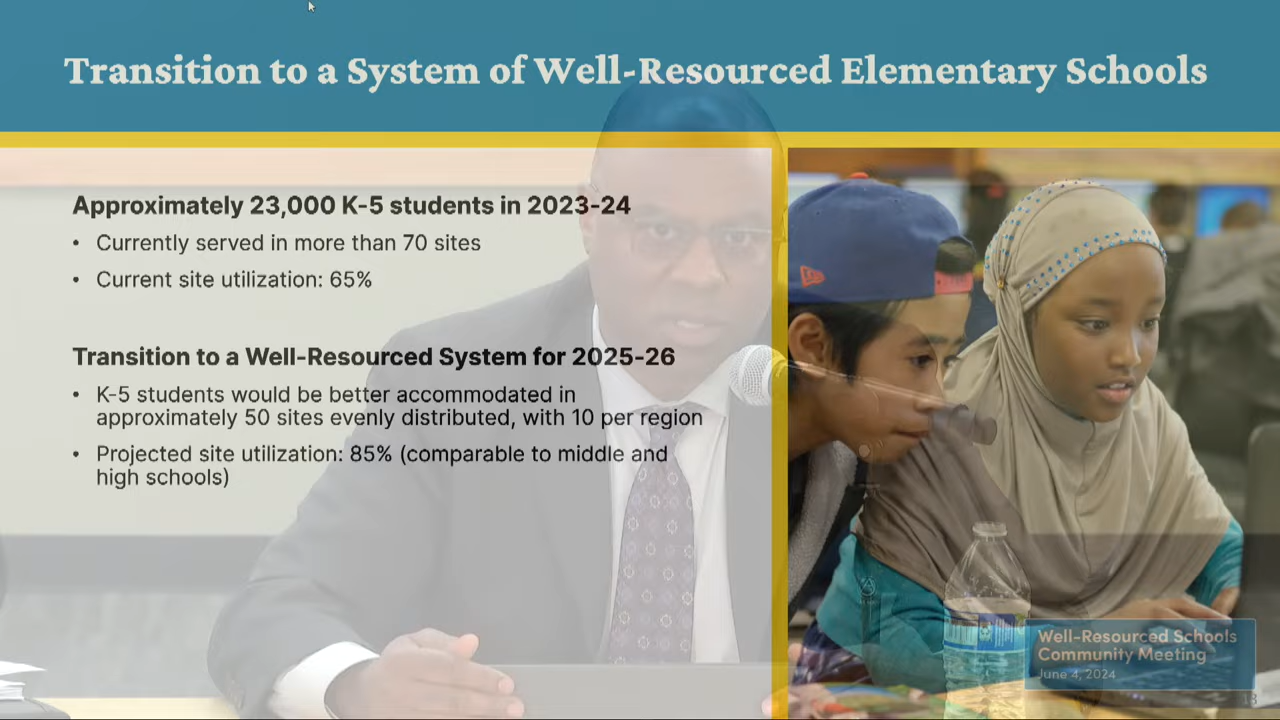 Transition to a System of Well-Resourced Elementary Schools
Approximately 23,000 K-5 students in 2023-24
• Currently served in more than 70 sites
• Current site utilization: 65%
Transition to a Well-Resourced System for 2025-26
• K-5 students would be better accommodated in
approximately 50 sites evenly distributed, with 10 per region
• Projected site utilization: 85% (comparable to middle and
high schools)
Well-Resourced Schools
Community Meeting
June 4, 2024
18